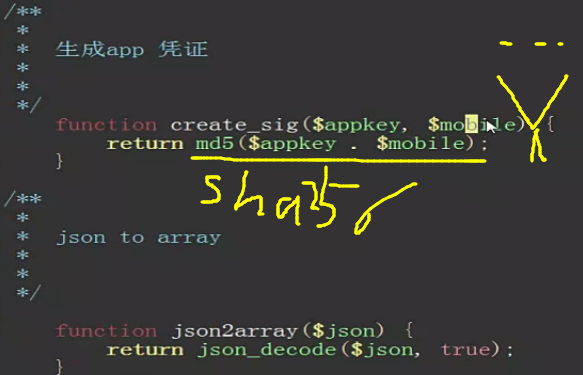 /**
*
* 生成app 凭证
*
*
*/
function create_sig($appkey, $mobile) {
return md5($appkey . $mobile);
}
/**
*
* json to array
*
*
*/
function json2array($json) {
return json_decode($json, true);
}